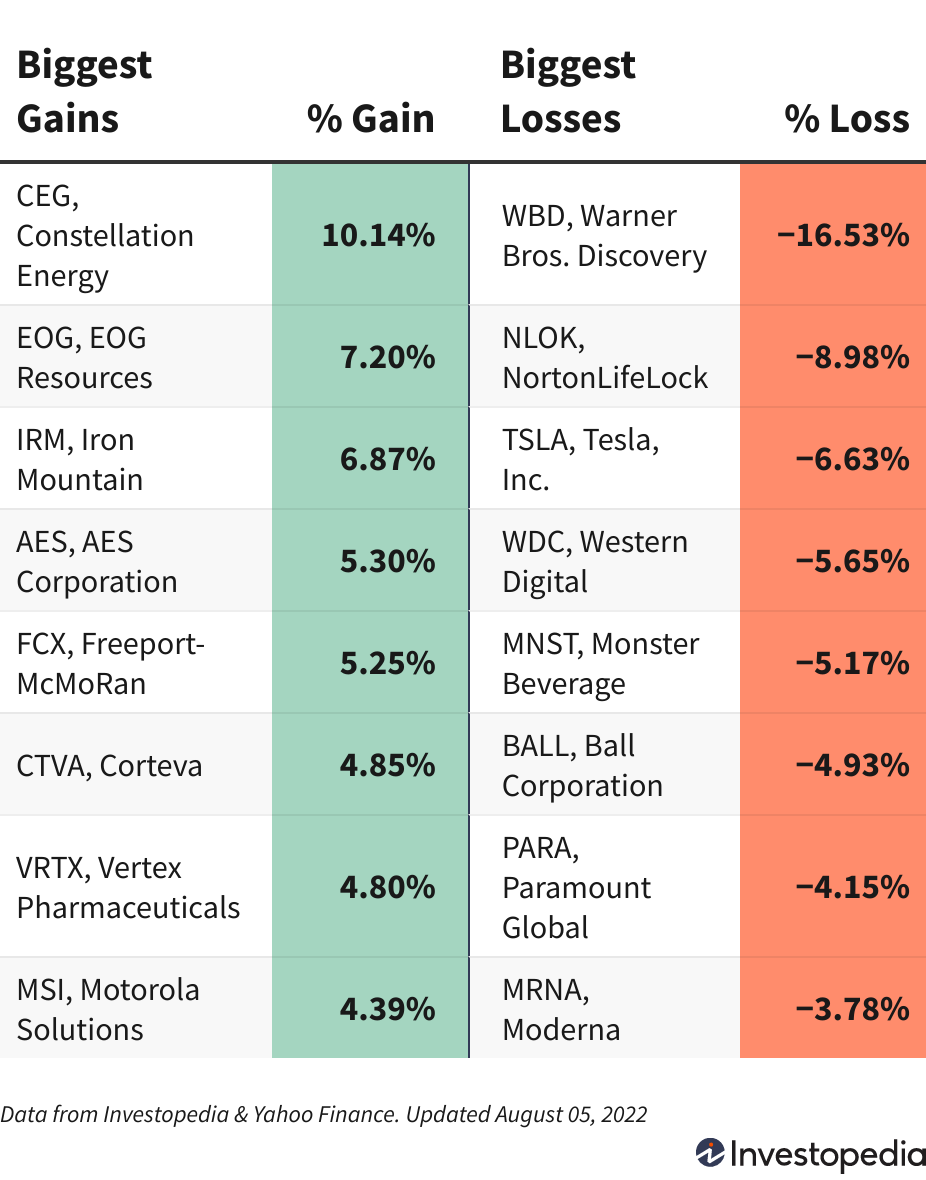 Biggest
Gains
% Gain
Biggest
Losses
% Loss
CEG,
Constellation
Energy
10.14%
WBD, Warner
Bros. Discovery
−16.53%
EOG, EOG
Resources
7.20%
NLOK,
NortonLifeLock
−8.98%
IRM, Iron
Mountain
6.87%
TSLA, Tesla,
Inc.
−6.63%
AES, AES
Corporation
5.30%
WDC, Western
Digital
−5.65%
FCX, Freeport-
McMoRan
5.25%
MNST, Monster
Beverage
−5.17%
CTVA, Corteva
4.85%
BALL, Ball
Corporation
−4.93%
VRTX, Vertex
Pharmaceuticals
4.80%
PARA,
Paramount
Global
−4.15%
MSI, Motorola
Solutions
4.39%
MRNA,
Moderna
−3.78%
Data from Investopedia & Yahoo Finance. Updated August 05, 2022
Investopedia